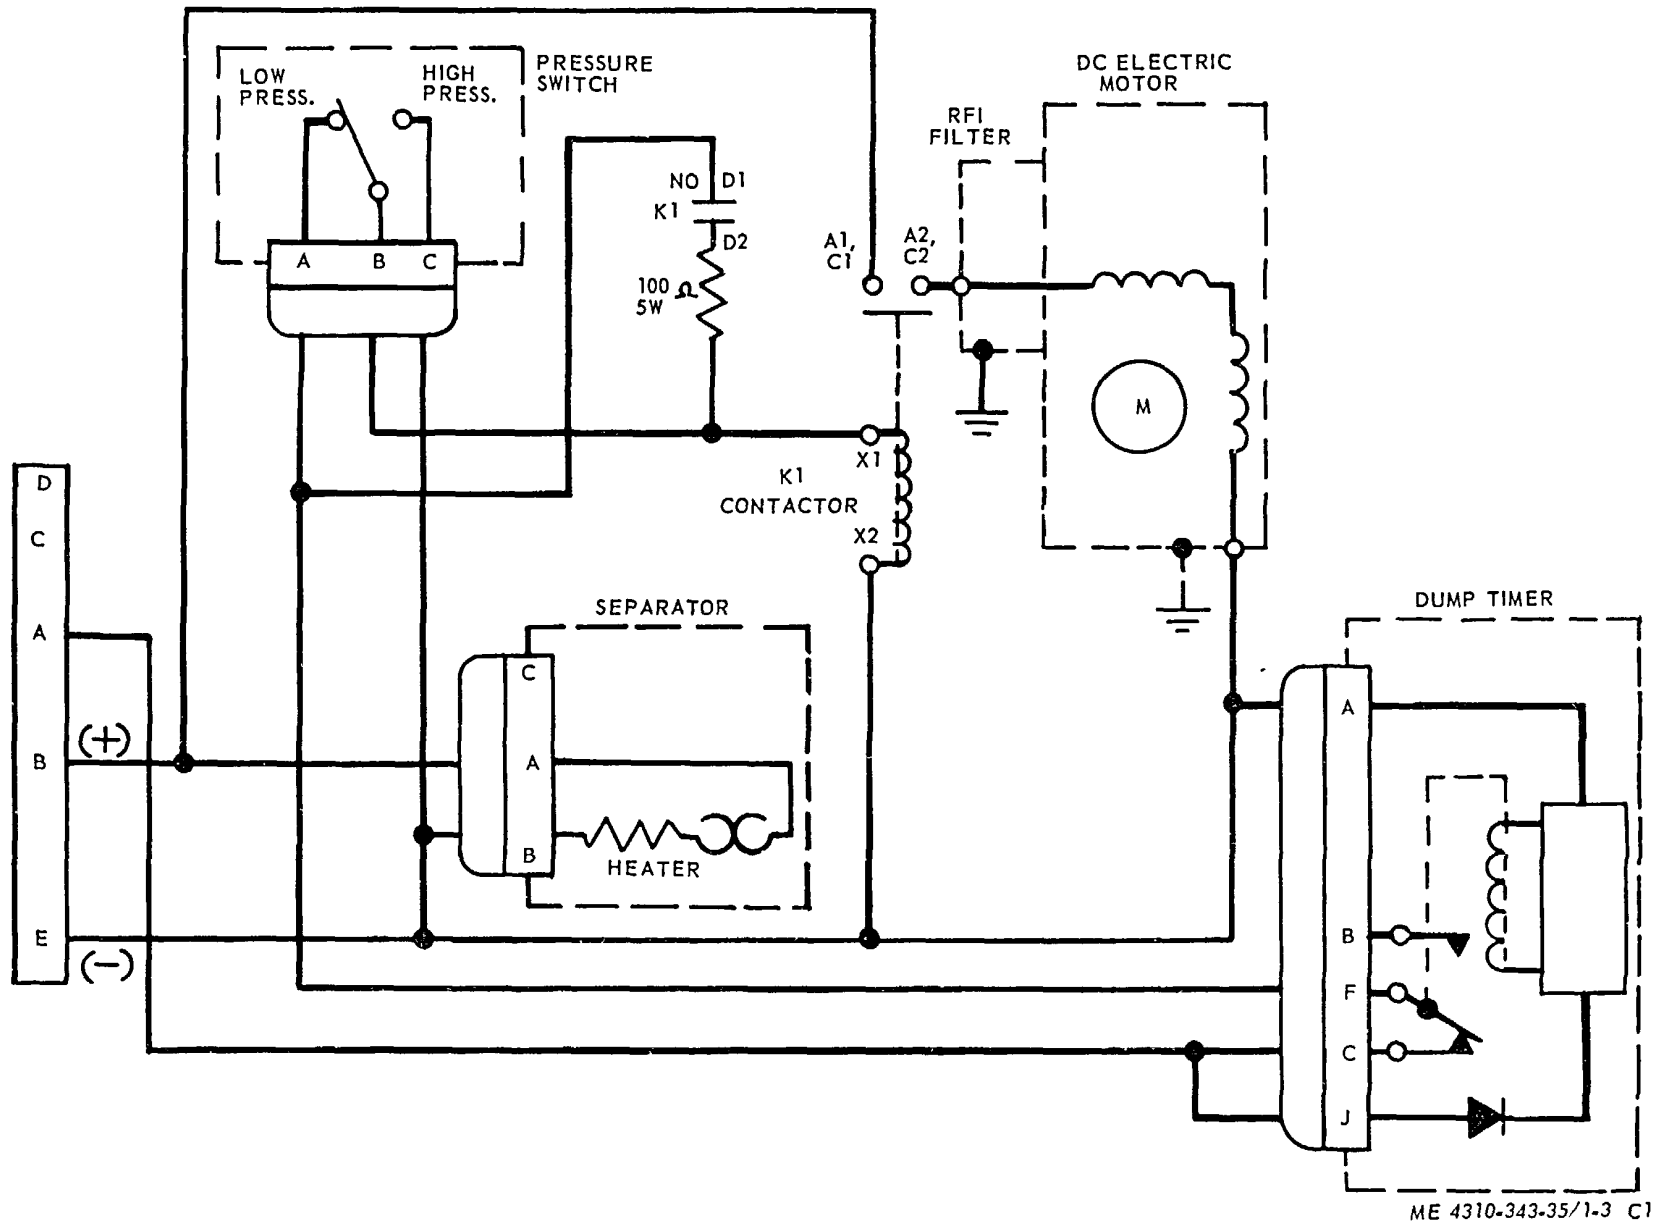 PRESSURE
SWITCH
LOW
PRESS.
HIGH
PRESS.
A B C
NO D1
K1
D2
100 Ω
5W
A1,
C1
A2,
C2
RFI
FILTER
DC ELECTRIC
MOTOR
M
X1
K1
CONTACTOR
X2
D
C
A
B
(+)
E
(−)
SEPARATOR
C
A
B
HEATER
DUMP TIMER
A
B
F
C
J
ME 4310-343-35/1-3 C1